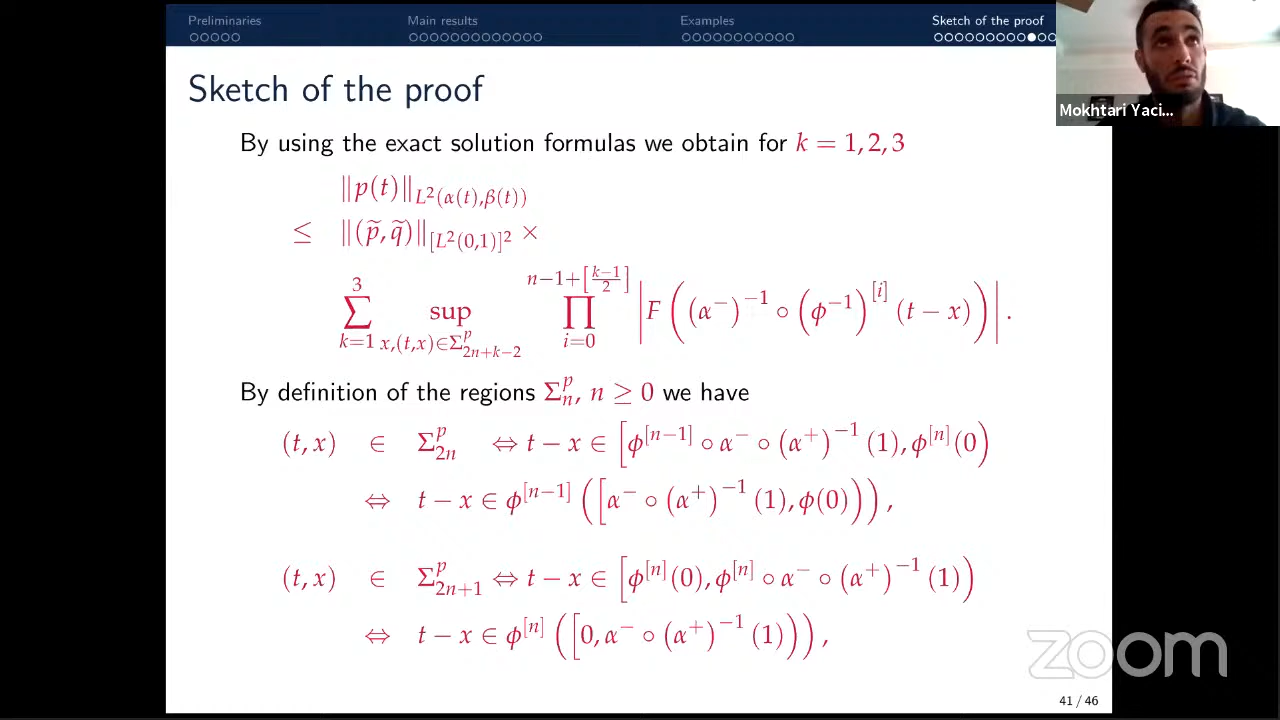 Preliminaries Main results Examples Sketch of the proof
Mokhtari Yaci...
Sketch of the proof
By using the exact solution formulas we obtain for k = 1, 2, 3
‖p(t)‖_{L²(α(t),β(t))}
≤ ‖(p̃, q̃)‖_{[L²(0,1)]²} ×
∑_{k=1}^{3} sup_{x,(t,x)∈Σ^p_{2n+k−2}} ∏_{i=0}^{n−1+[\frac{k−1}{2}]} |F((α⁻)⁻¹ ∘ (ϕ⁻¹)^{[i]} (t − x))|.
By definition of the regions Σ^p_n, n ≥ 0 we have
(t, x) ∈ Σ^p_{2n} ⇔ t − x ∈ [ϕ^{[n−1]} ∘ α⁻ ∘ (α⁺)⁻¹ (1), ϕ^{[n]}(0)
⇔ t − x ∈ ϕ^{[n−1]} ([α⁻ ∘ (α⁺)⁻¹ (1), ϕ(0))),
(t, x) ∈ Σ^p_{2n+1} ⇔ t − x ∈ [ϕ^{[n]}(0), ϕ^{[n]} ∘ α⁻ ∘ (α⁺)⁻¹ (1))
⇔ t − x ∈ ϕ^{[n]} ([0, α⁻ ∘ (α⁺)⁻¹ (1))),
zoom
41 / 46